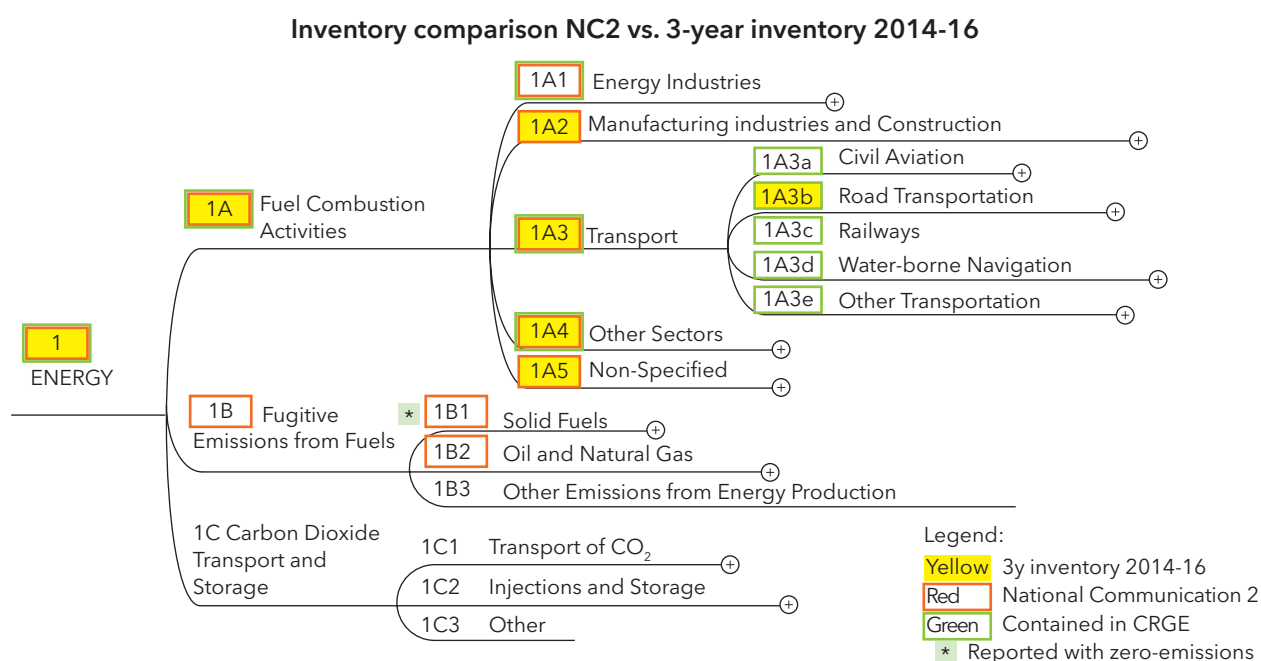 Inventory comparison NC2 vs. 3-year inventory 2014-16
1A1 Energy Industries
1A2 Manufacturing industries and Construction
1A3a Civil Aviation
1A3b Road Transportation
1A Fuel Combustion
Activities
1A3 Transport
1A3c Railways
1A3d Water-borne Navigation
1A3e Other Transportation
1A4 Other Sectors
1A5 Non-Specified
1
ENERGY
1B Fugitive
Emissions from Fuels
* 1B1 Solid Fuels
1B2 Oil and Natural Gas
1B3 Other Emissions from Energy Production
1C Carbon Dioxide
Transport and
Storage
1C1 Transport of CO₂
1C2 Injections and Storage
1C3 Other
Legend:
Yellow 3y inventory 2014-16
Red National Communication 2
Green Contained in CRGE
* Reported with zero-emissions